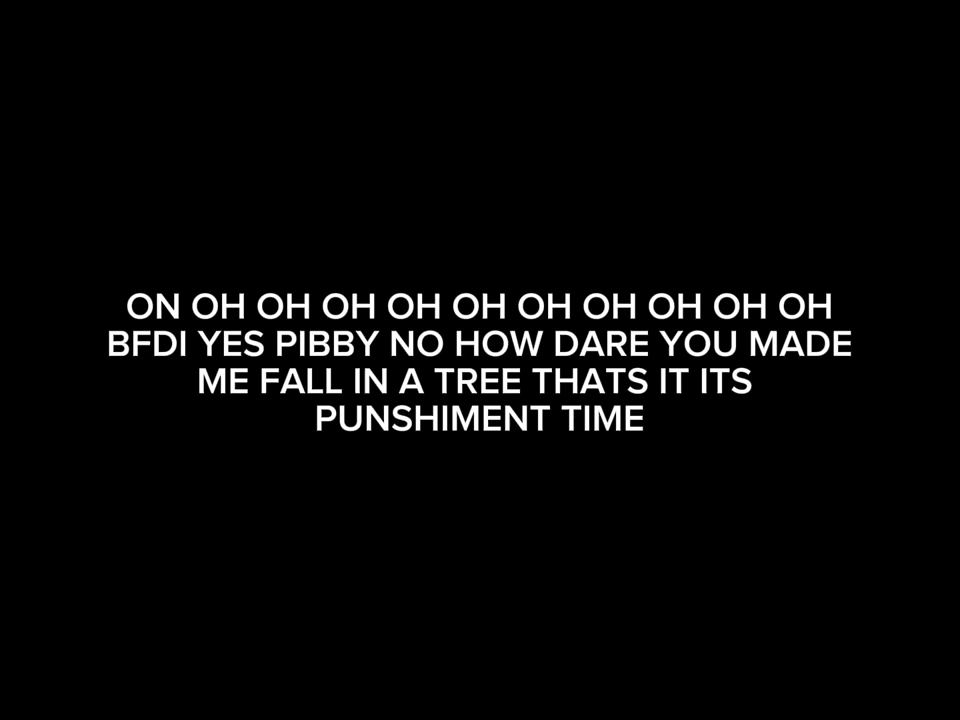 ON OH OH OH OH OH OH OH OH OH OH
BFDI YES PIBBY NO HOW DARE YOU MADE
ME FALL IN A TREE THATS IT ITS
PUNSHIMENT TIME